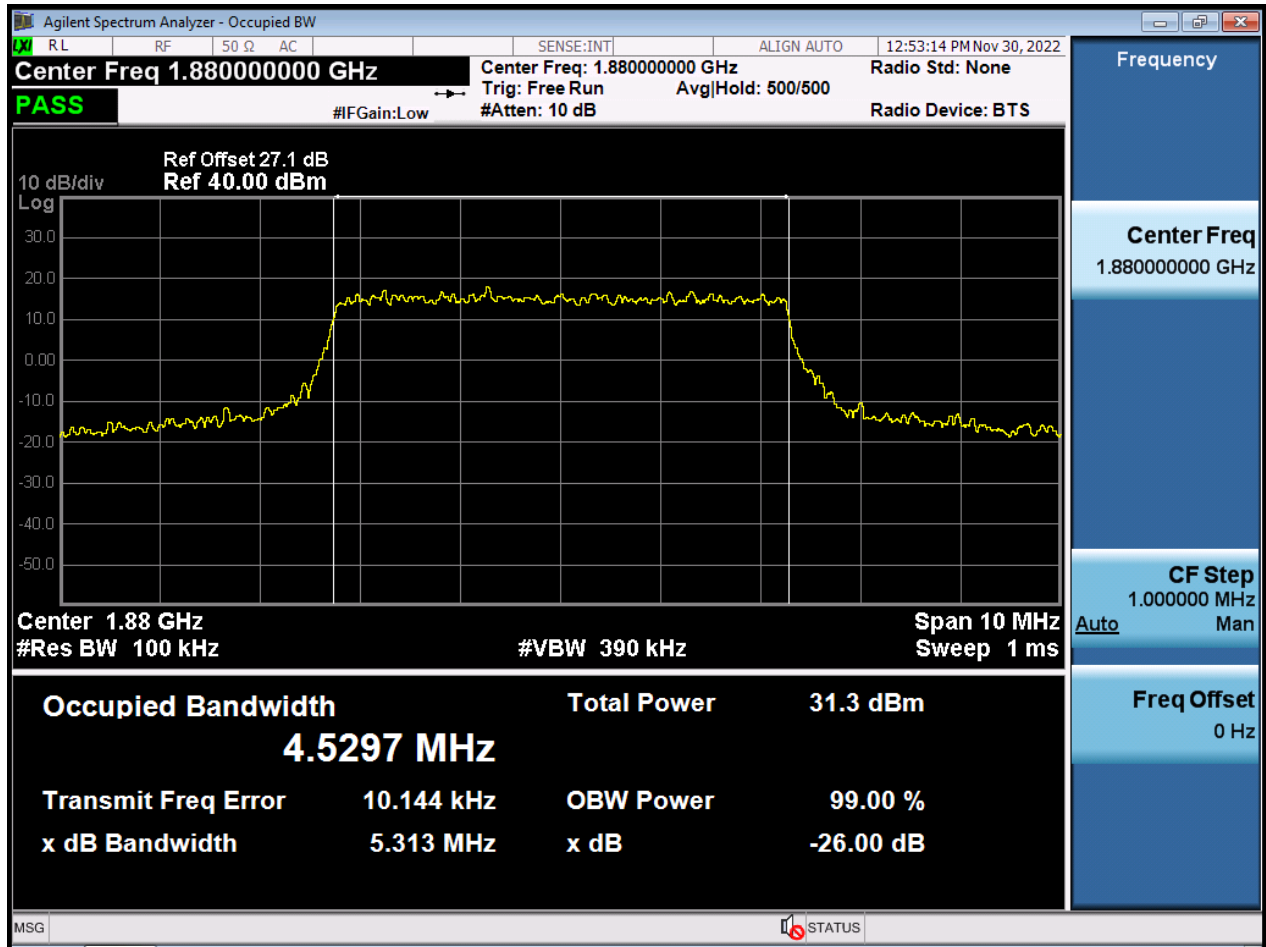 Agilent Spectrum Analyzer - Occupied BW
LXI RL RF 50 Ω AC SENSE:INT ALIGN AUTO 12:53:14 PM Nov 30, 2022
Center Freq 1.880000000 GHz
PASS
#IFGain:Low
Center Freq: 1.880000000 GHz
Trig: Free Run Avg|Hold: 500/500
#Atten: 10 dB
Radio Std: None
Radio Device: BTS
Ref Offset 27.1 dB
10 dB/div Ref 40.00 dBm
Log
30.0
20.0
10.0
0.00
-10.0
-20.0
-30.0
-40.0
-50.0
Center 1.88 GHz Span 10 MHz
#Res BW 100 kHz #VBW 390 kHz Sweep 1 ms
Occupied Bandwidth Total Power 31.3 dBm
4.5297 MHz
Transmit Freq Error 10.144 kHz OBW Power 99.00 %
x dB Bandwidth 5.313 MHz x dB -26.00 dB
Frequency
Center Freq
1.880000000 GHz
CF Step
1.000000 MHz
Auto Man
Freq Offset
0 Hz
MSG STATUS